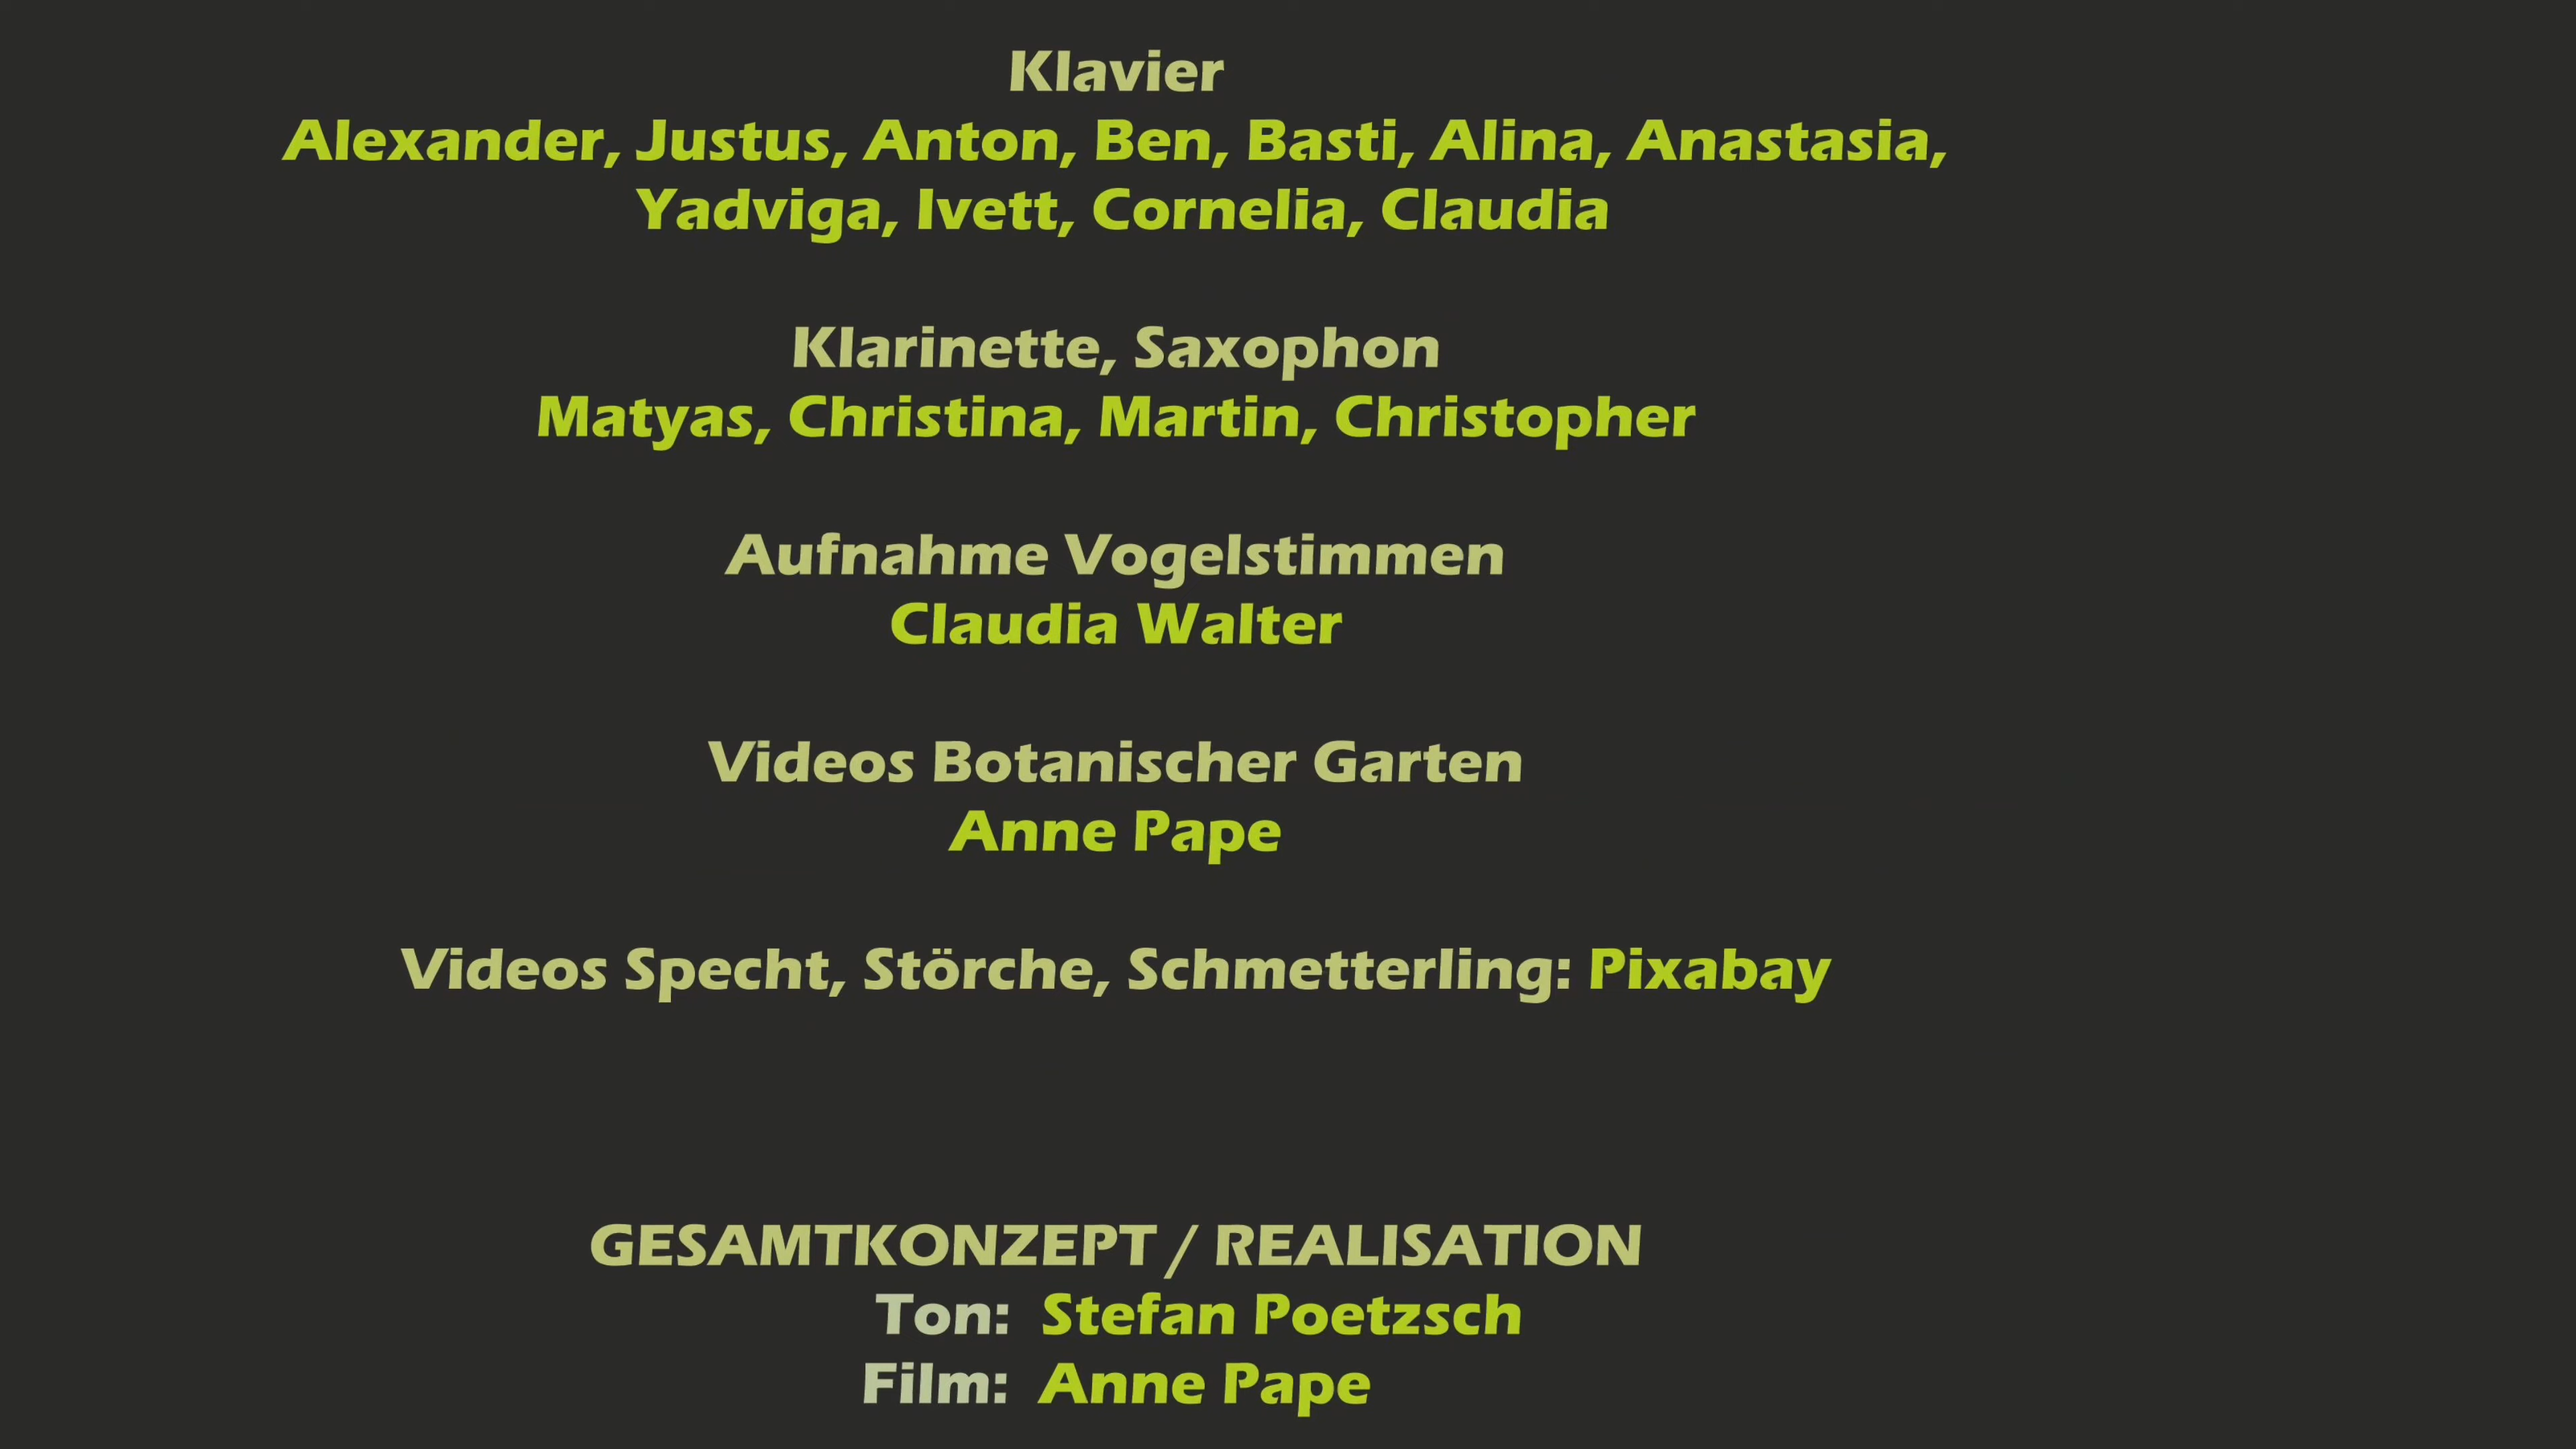 Klavier
Alexander, Justus, Anton, Ben, Basti, Alina, Anastasia,
Yadviga, Ivett, Cornelia, Claudia
Klarinette, Saxophon
Matyas, Christina, Martin, Christopher
Aufnahme Vogelstimmen
Claudia Walter
Videos Botanischer Garten
Anne Pape
Videos Specht, Störche, Schmetterling: Pixabay
GESAMTKONZEPT / REALISATION
Ton: Stefan Poetzsch
Film: Anne Pape